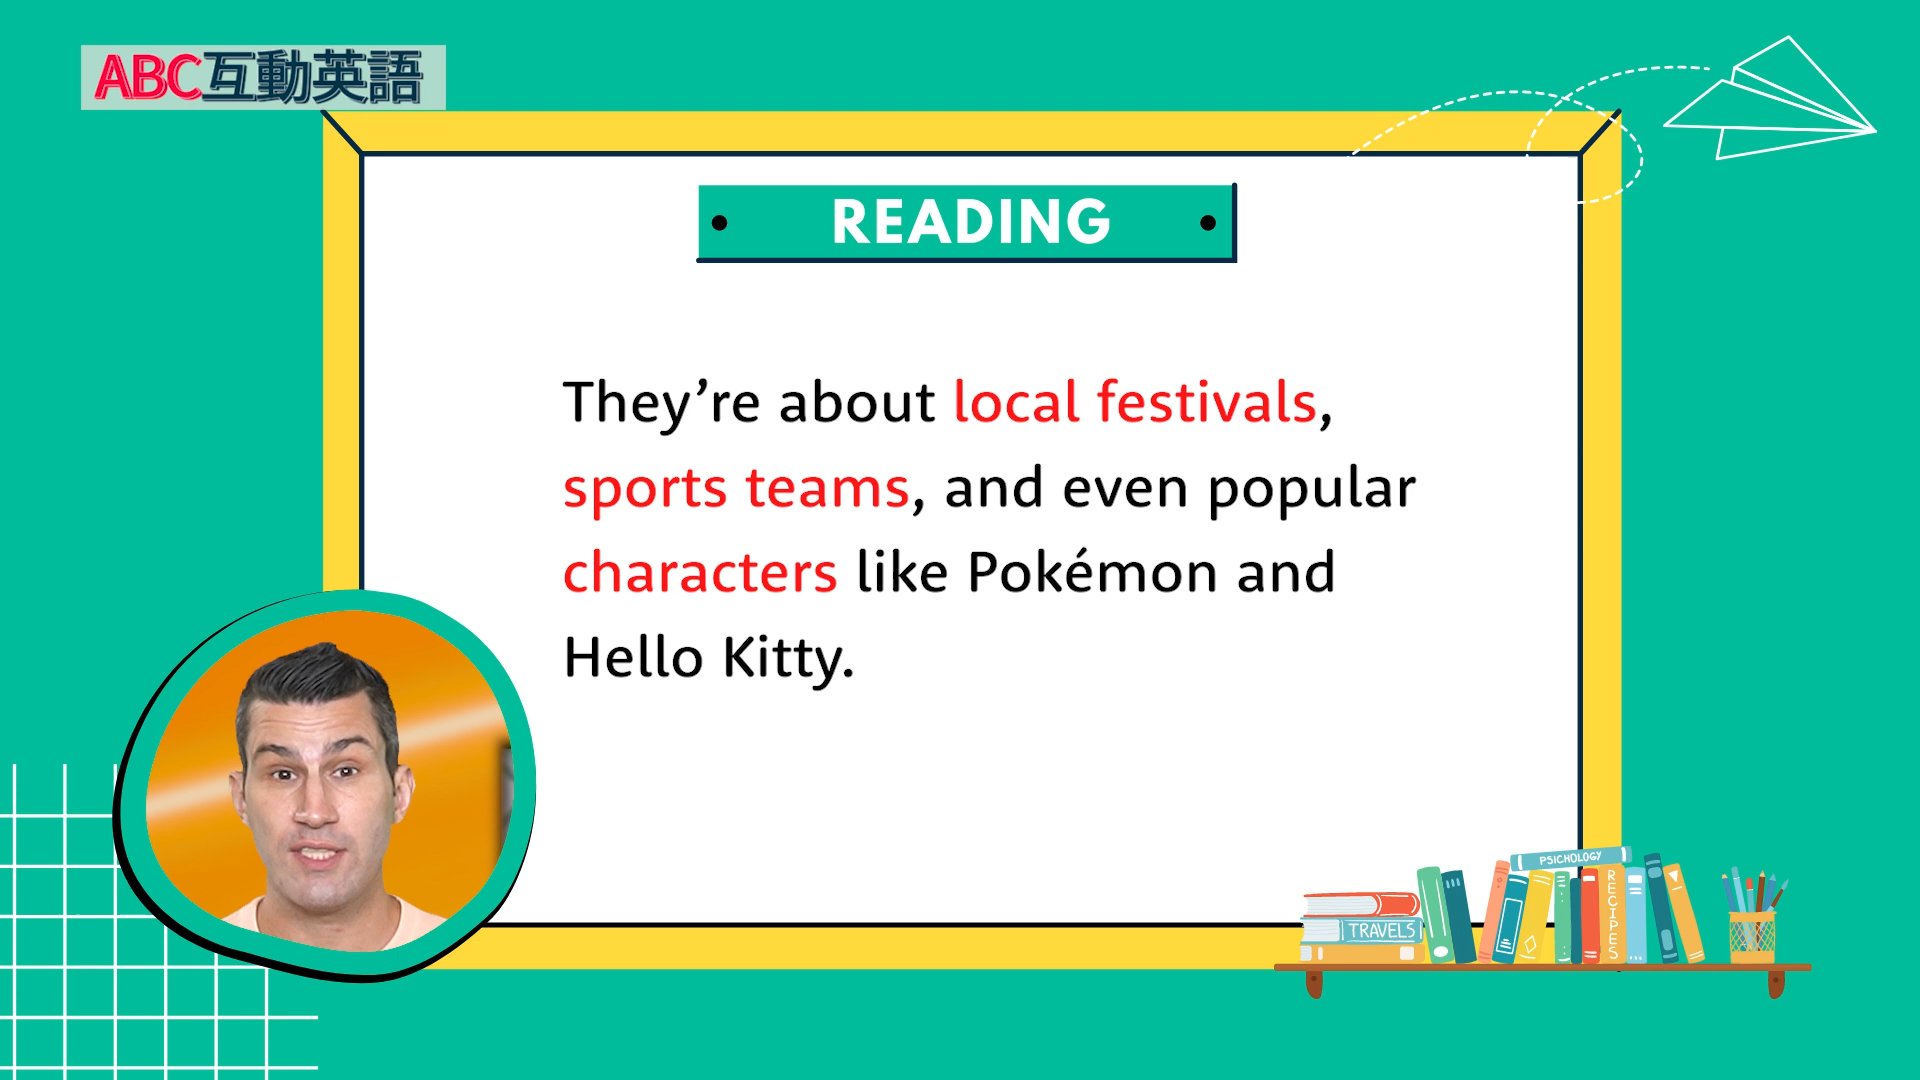 ABC互動英語
READING
They’re about local festivals,
sports teams, and even popular
characters like Pokémon and
Hello Kitty.
PSICHOLOGY
RECIPES
TRAVELS